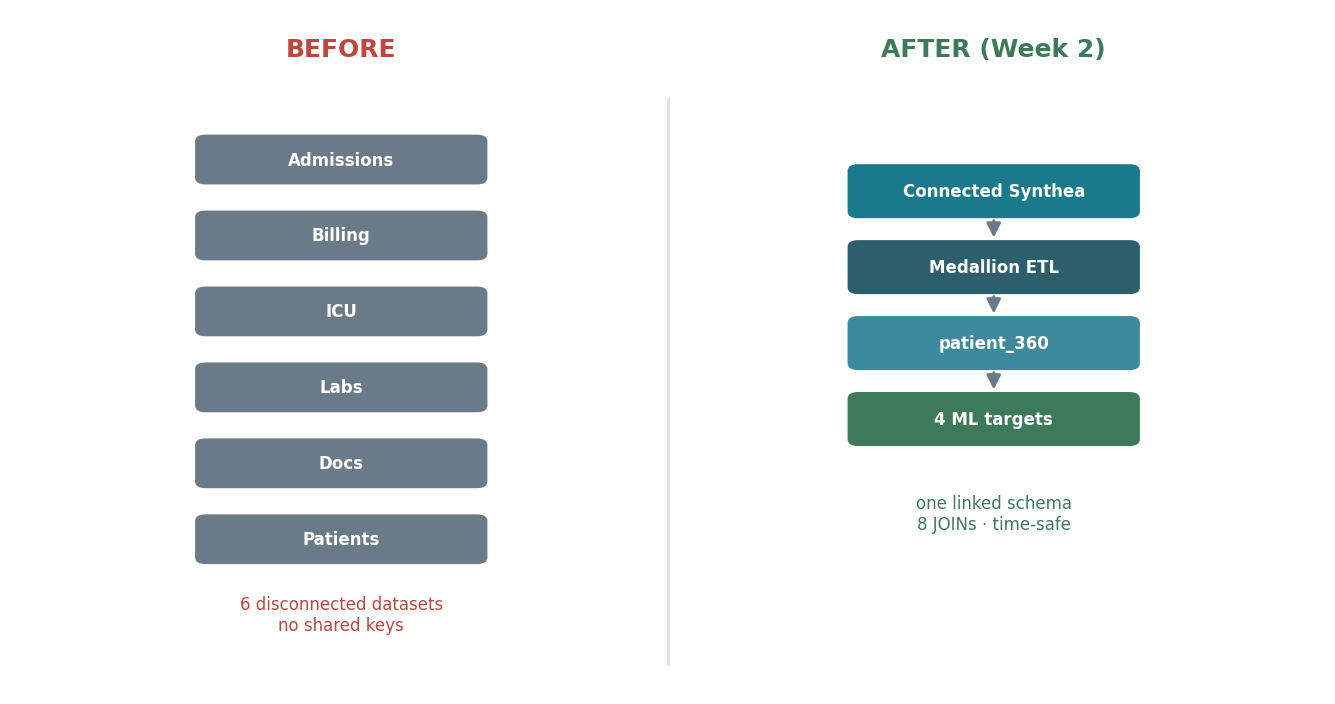 BEFORE
Admissions
Billing
ICU
Labs
Docs
Patients
6 disconnected datasets
no shared keys
AFTER (Week 2)
Connected Synthea
Medallion ETL
patient_360
4 ML targets
one linked schema
8 JOINs · time-safe